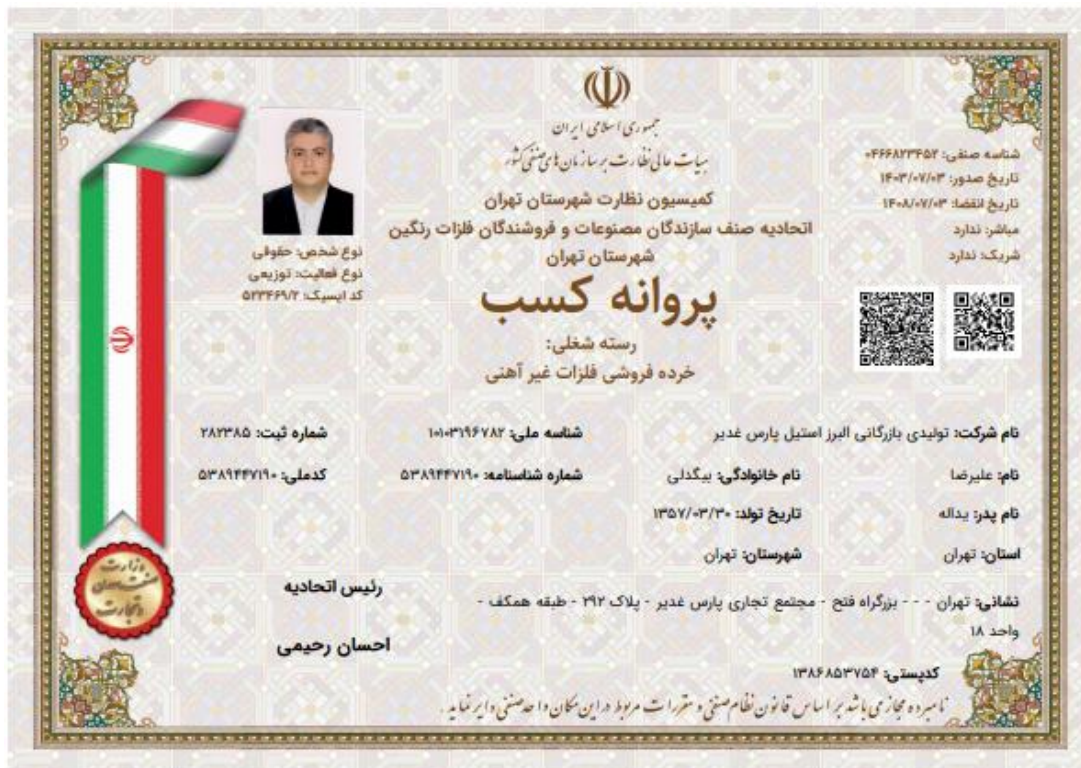 جمهوری اسلامی ایران
هیات عالی نظارت بر سازمان های صنفی کشور
کمیسیون نظارت شهرستان تهران
اتحادیه صنف سازندگان مصنوعات و فروشندگان فلزات رنگین
شهرستان تهران
پروانه کسب
رسته شغلی:
خرده فروشی فلزات غیر آهنی
شناسه صنفی: ۰۴۶۶۸۲۳۴۵۲
تاریخ صدور: ۱۴۰۳/۰۷/۰۳
تاریخ انقضا: ۱۴۰۸/۰۷/۰۳
مباشر: ندارد
شریک: ندارد
نوع شخص: حقوقی
نوع فعالیت: توزیعی
کد آیسیک: ۵۲۳۴۶۹/۲
نام شرکت: تولیدی بازرگانی البرز استیل پارس غدیر شناسه ملی: ۱۰۱۰۳۱۹۶۷۸۲ شماره ثبت: ۲۸۲۳۸۵
نام: علیرضا نام خانوادگی: بیگدلی شماره شناسنامه: ۵۳۸۹۴۴۷۱۹۰ کدملی: ۵۳۸۹۴۴۷۱۹۰
نام پدر: یداله تاریخ تولد: ۱۳۵۷/۰۳/۳۰
استان: تهران شهرستان: تهران
نشانی: تهران - - - بزرگراه فتح - مجتمع تجاری پارس غدیر - پلاک ۲۹۲ - طبقه همکف -
واحد ۱۸
کدپستی: ۱۳۸۶۸۵۳۷۵۴
رئیس اتحادیه
احسان رحیمی
نامبرده مجاز می باشد بر اساس قانون نظام صنفی و مقررات مربوط در این مکان واحد صنفی دایر نماید.
وزارت
صنعت، معدن
و تجارت